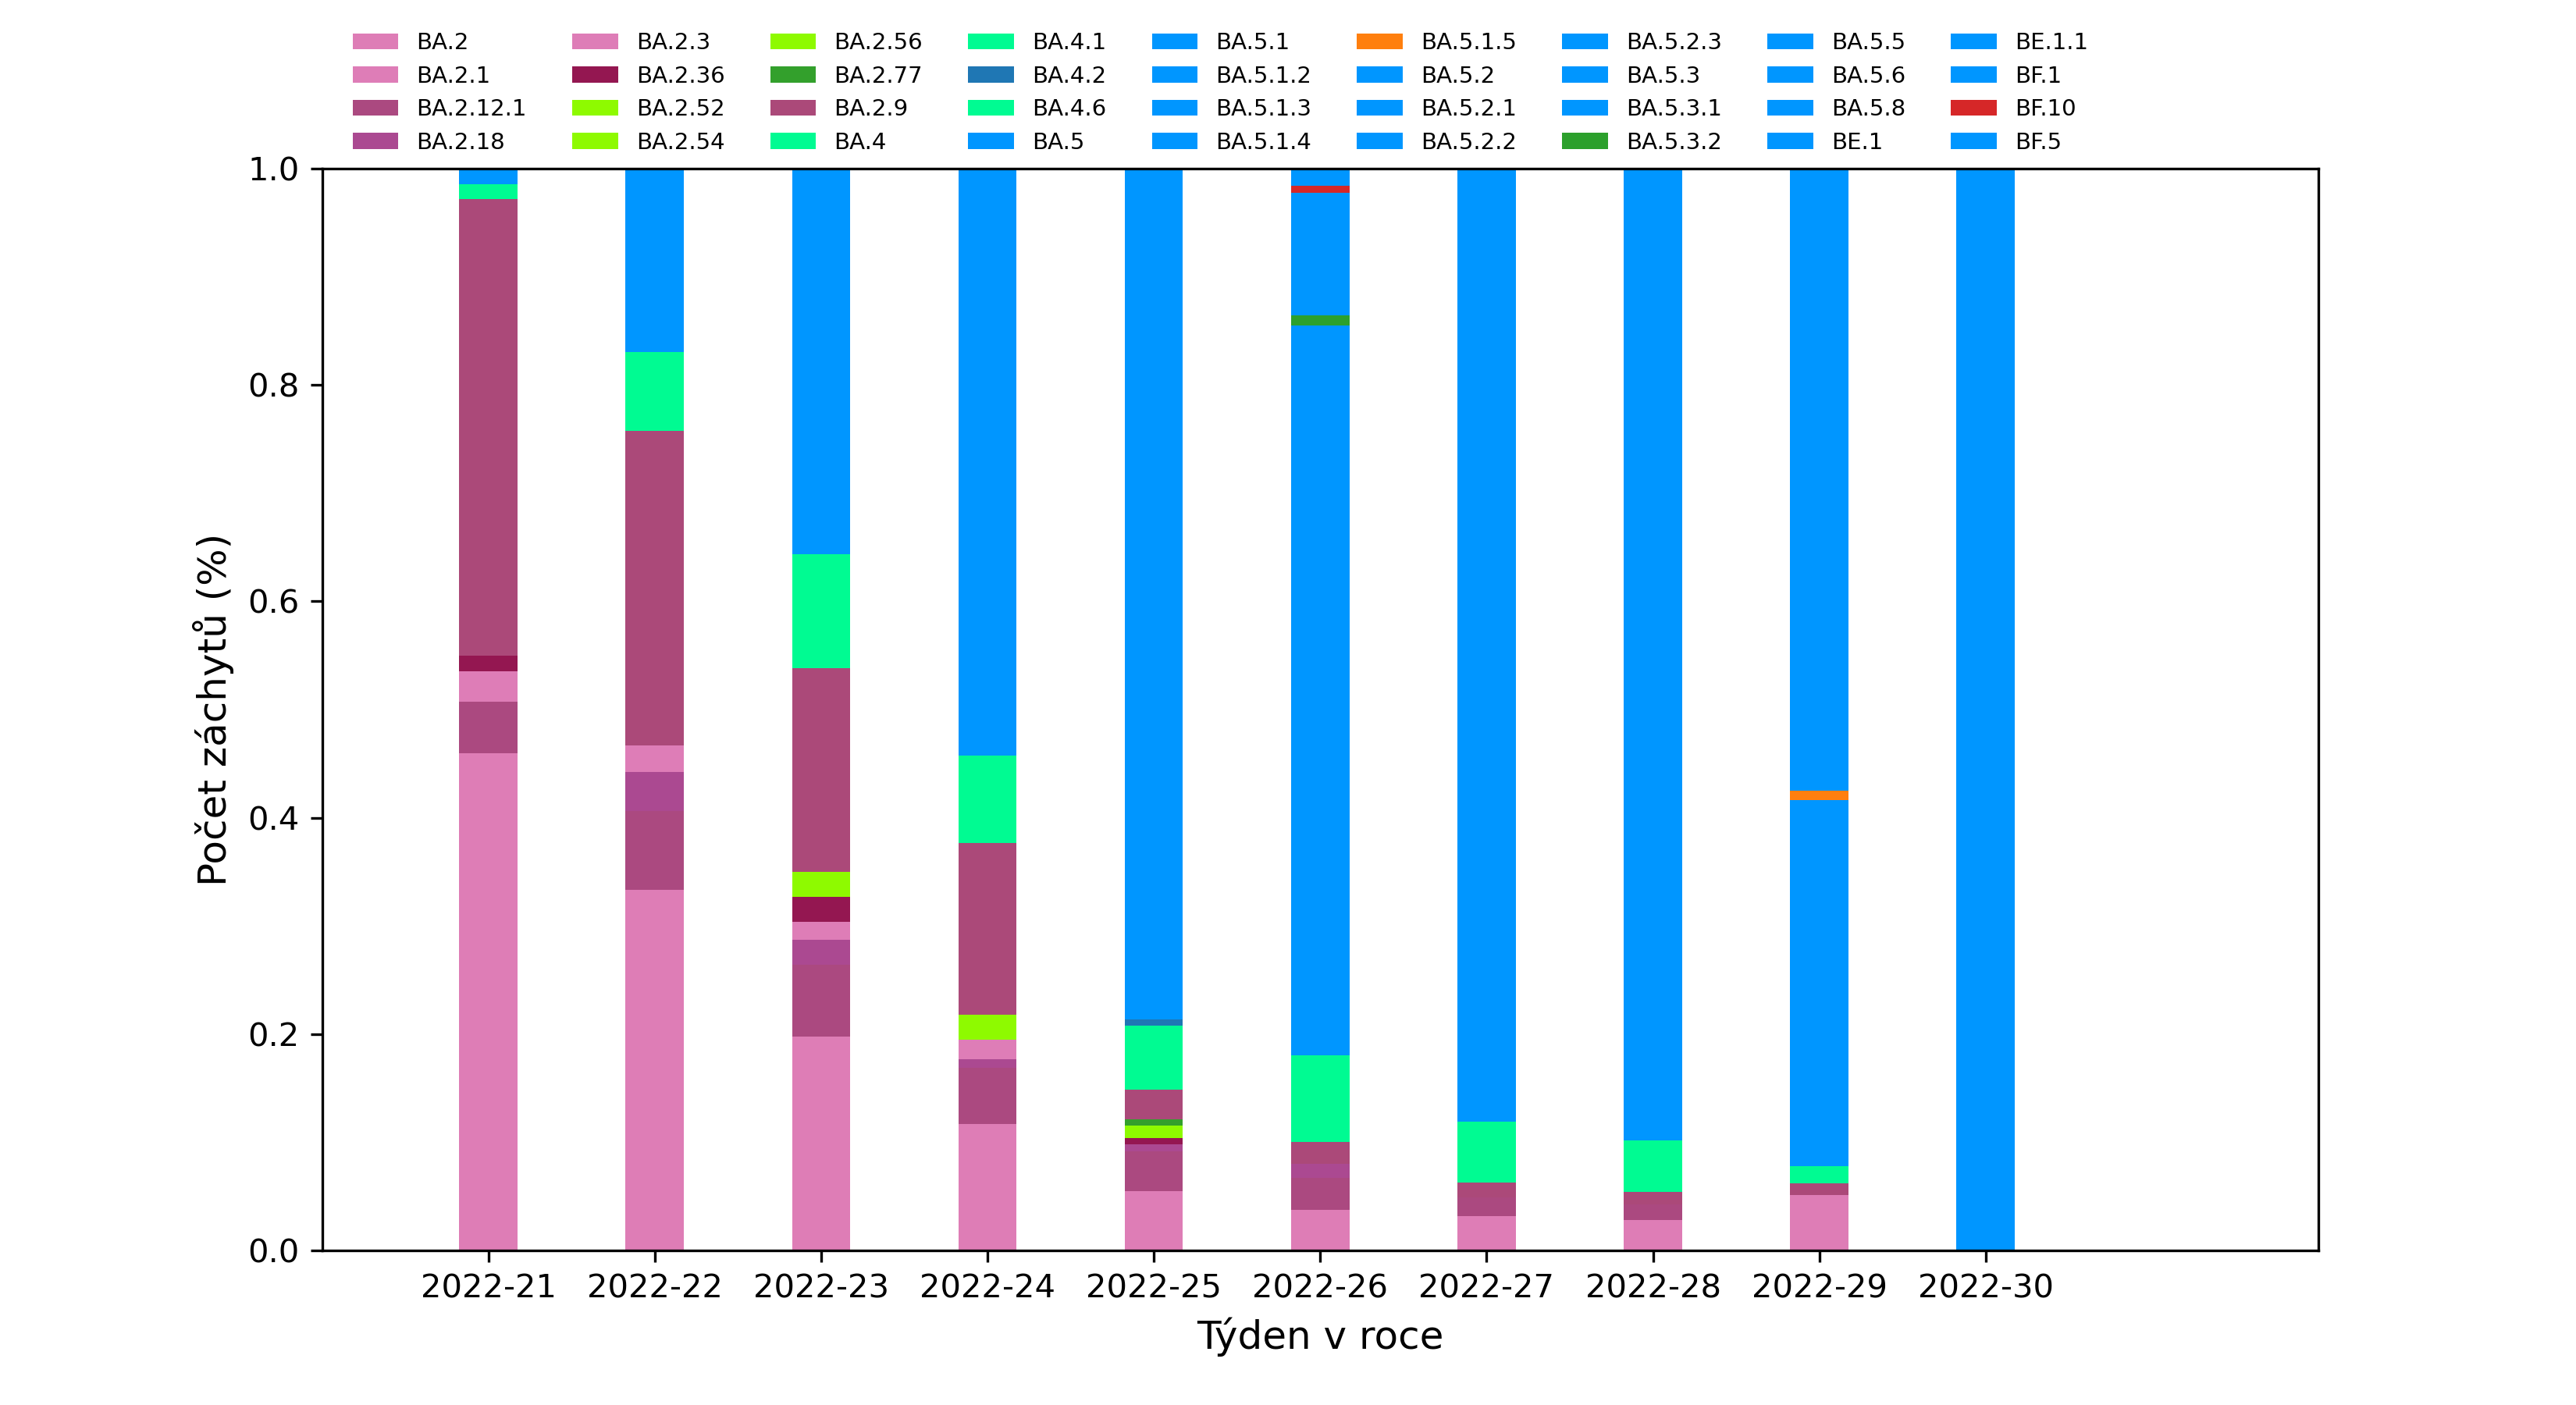 BA.2 BA.2.3 BA.2.56 BA.4.1 BA.5.1 BA.5.1.5 BA.5.2.3 BA.5.5 BE.1.1
BA.2.1 BA.2.36 BA.2.77 BA.4.2 BA.5.1.2 BA.5.2 BA.5.3 BA.5.6 BF.1
BA.2.12.1 BA.2.52 BA.2.9 BA.4.6 BA.5.1.3 BA.5.2.1 BA.5.3.1 BA.5.8 BF.10
BA.2.18 BA.2.54 BA.4 BA.5 BA.5.1.4 BA.5.2.2 BA.5.3.2 BE.1 BF.5
1.0
0.8
0.6
0.4
0.2
0.0
Počet záchytů (%)
2022-21 2022-22 2022-23 2022-24 2022-25 2022-26 2022-27 2022-28 2022-29 2022-30
Týden v roce